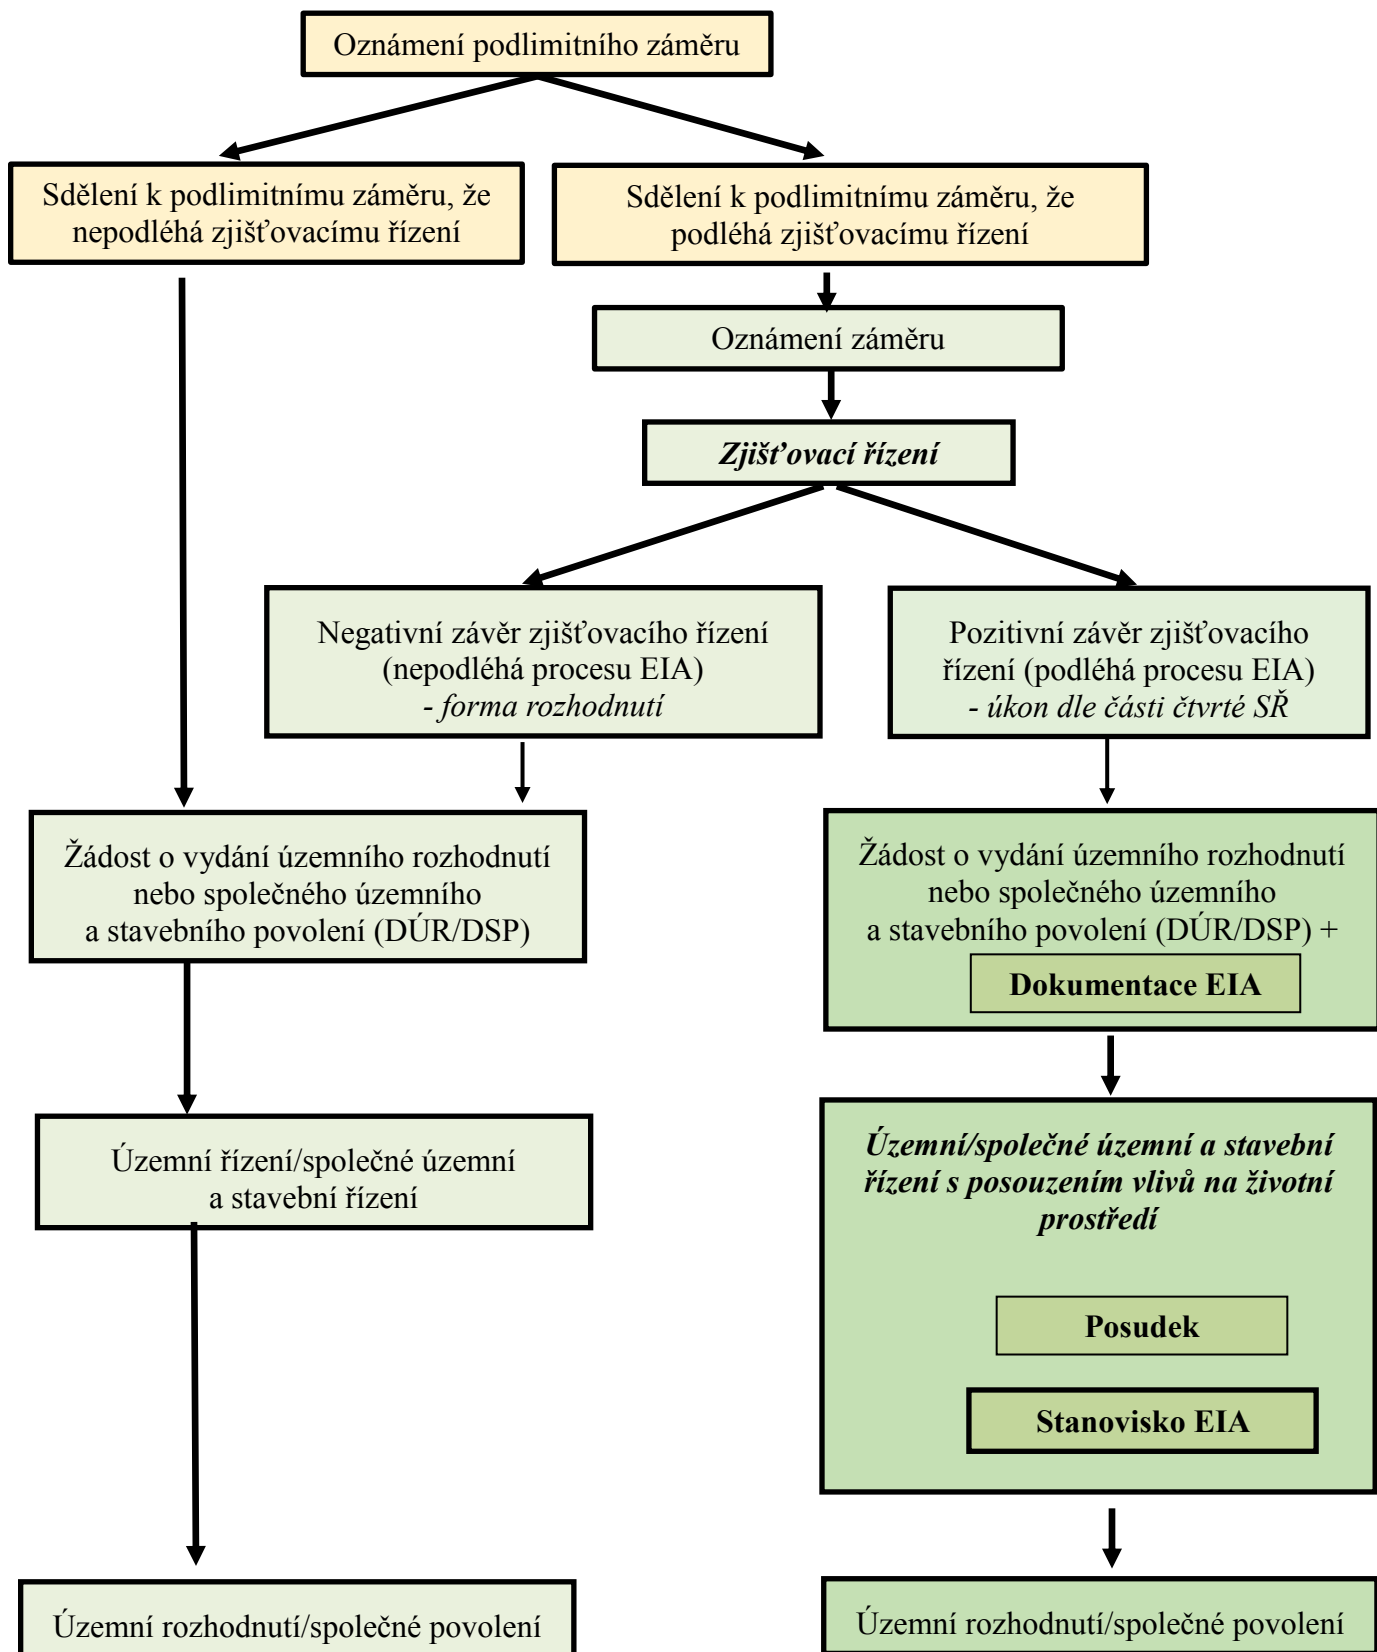 Oznámení podlimitního záměru
Sdělení k podlimitnímu záměru, že
nepodléhá zjišťovacímu řízení
Sdělení k podlimitnímu záměru, že
podléhá zjišťovacímu řízení
Oznámení záměru
Zjišťovací řízení
Negativní závěr zjišťovacího řízení
(nepodléhá procesu EIA)
- forma rozhodnutí
Pozitivní závěr zjišťovacího
řízení (podléhá procesu EIA)
- úkon dle části čtvrté SŘ
Žádost o vydání územního rozhodnutí
nebo společného územního
a stavebního povolení (DÚR/DSP)
Žádost o vydání územního rozhodnutí
nebo společného územního
a stavebního povolení (DÚR/DSP) +
Dokumentace EIA
Územní řízení/společné územní
a stavební řízení
Územní/společné územní a stavební
řízení s posouzením vlivů na životní
prostředí
Posudek
Stanovisko EIA
Územní rozhodnutí/společné povolení
Územní rozhodnutí/společné povolení